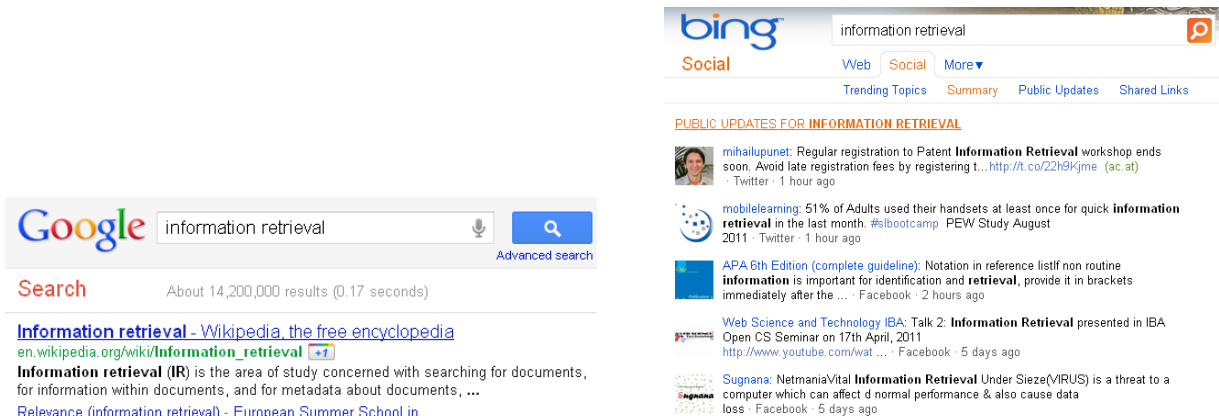 Google
information retrieval
Advanced search
Search
About 14,200,000 results (0.17 seconds)
Information retrieval - Wikipedia, the free encyclopedia
en.wikipedia.org/wiki/Information_retrieval +1
Information retrieval (IR) is the area of study concerned with searching for documents,
for information within documents, and for metadata about documents, ...
Relevance (information retrieval) - European Summer School in
bing™
information retrieval
Social
Web Social More▼
Trending Topics Summary Public Updates Shared Links
PUBLIC UPDATES FOR INFORMATION RETRIEVAL
mihailupunet: Regular registration to Patent Information Retrieval workshop ends
soon. Avoid late registration fees by registering t...http://t.co/22h9Kjme (ac.at)
· Twitter · 1 hour ago
mobilelearning: 51% of Adults used their handsets at least once for quick information
retrieval in the last month. #slbootcamp PEW Study August
2011 · Twitter · 1 hour ago
APA 6th Edition (complete guideline): Notation in reference listIf non routine
information is important for identification and retrieval, provide it in brackets
immediately after the ... · Facebook · 2 hours ago
Web Science and Technology IBA: Talk 2: Information Retrieval presented in IBA
Open CS Seminar on 17th April, 2011
http://www.youtube.com/wat ... · Facebook · 5 days ago
Sugnana: NetmaniaVital Information Retrieval Under Sieze(VIRUS) is a threat to a
computer which can affect d normal performance & also cause data
loss · Facebook · 5 days ago
Sugnana